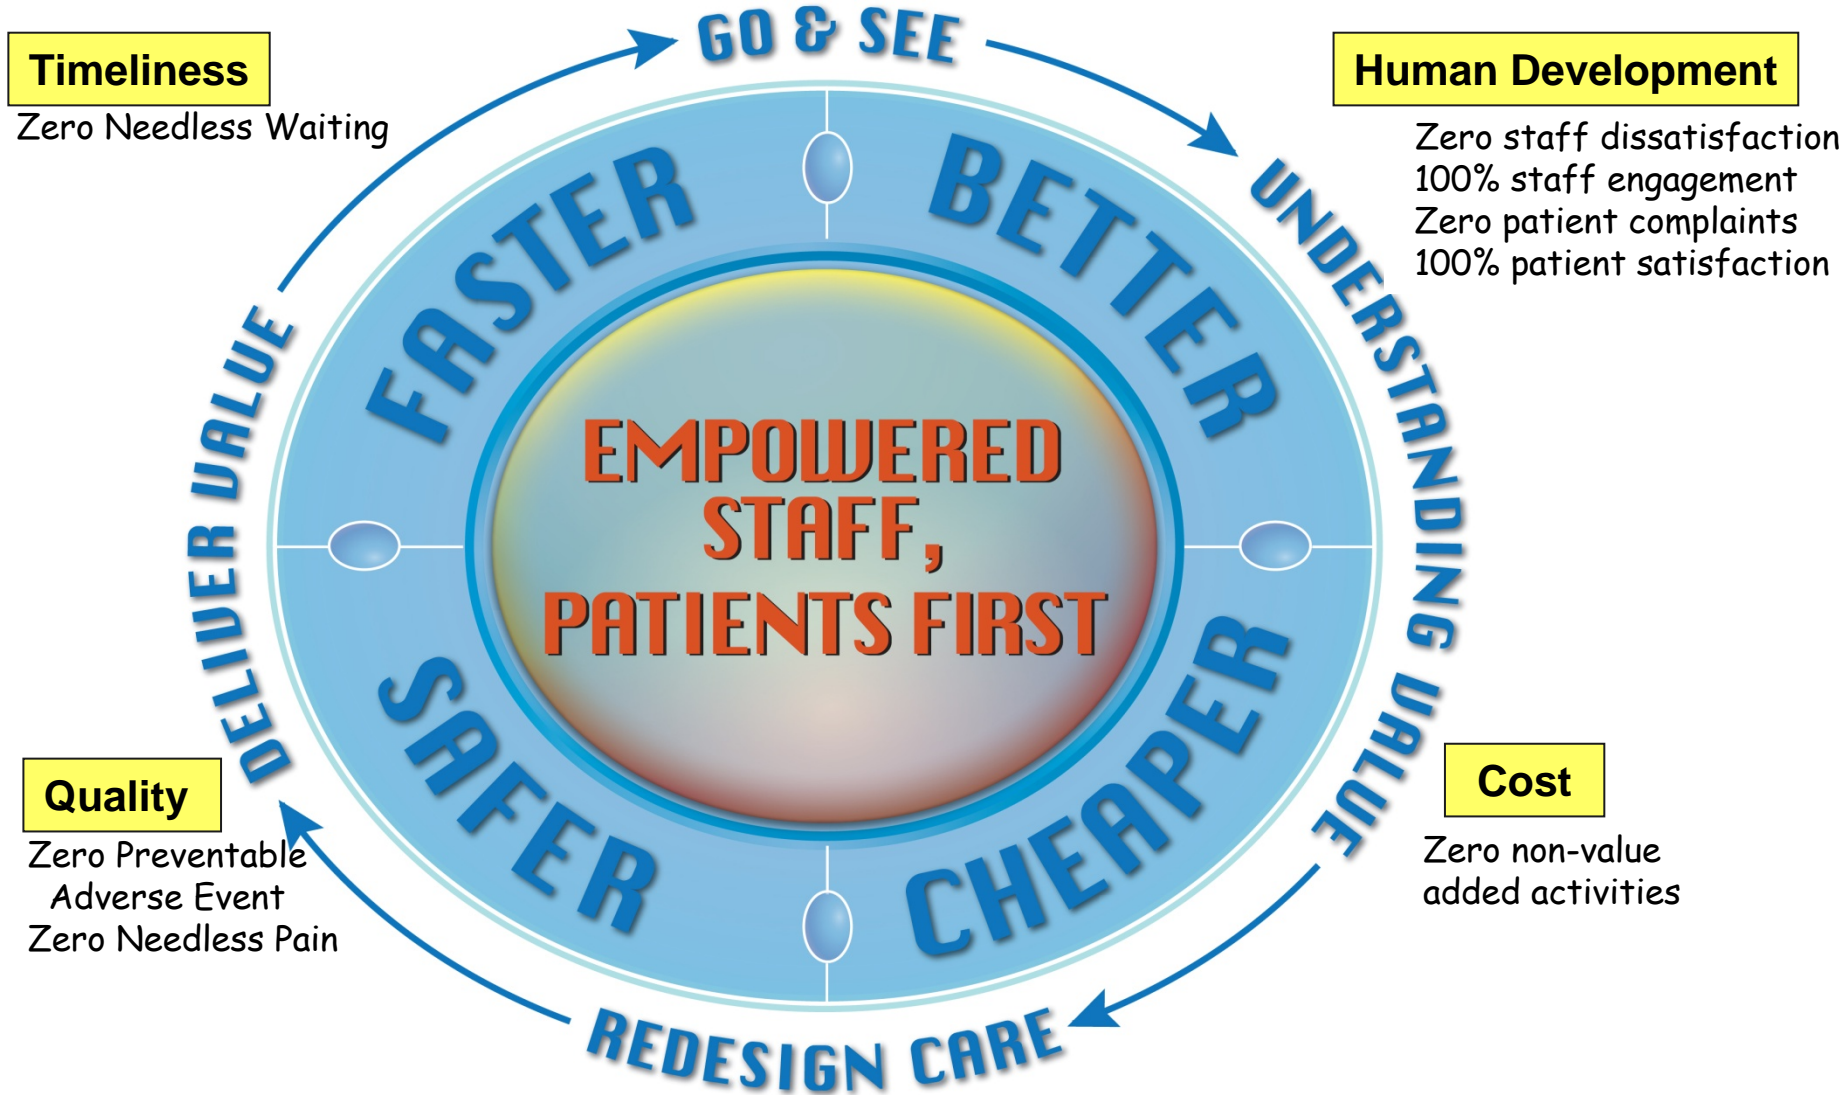 GO & SEE
Timeliness
Zero Needless Waiting
Human Development
Zero staff dissatisfaction
100% staff engagement
Zero patient complaints
100% patient satisfaction
FASTER
BETTER
UNDERSTANDING VALUE
DELIVER VALUE
EMPOWERED
STAFF,
PATIENTS FIRST
SAFER
CHEAPER
Quality
Zero Preventable
Adverse Event
Zero Needless Pain
Cost
Zero non-value
added activities
REDESIGN CARE